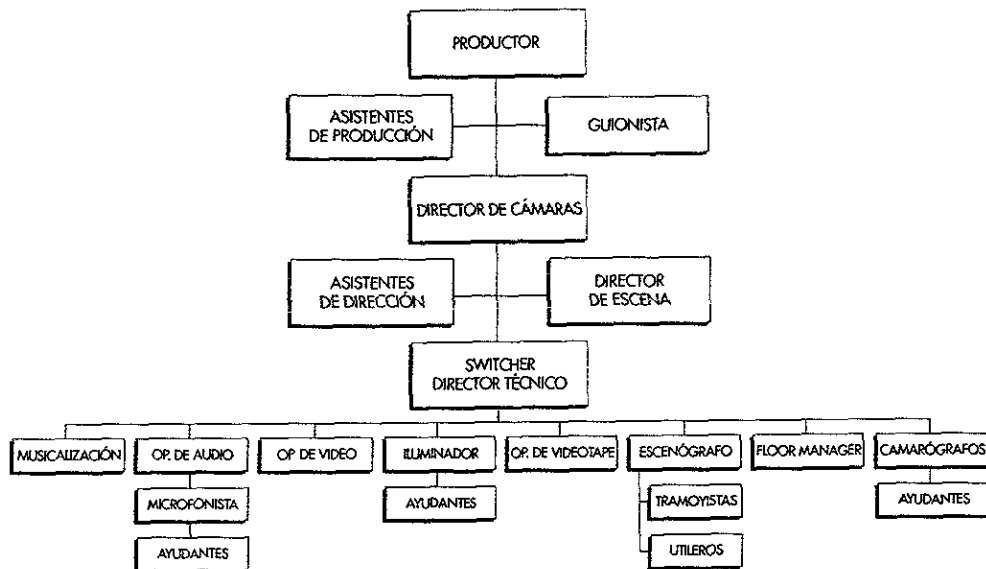 PRODUCTOR
ASISTENTES
DE PRODUCCIÓN
GUIONISTA
DIRECTOR DE CÁMARAS
ASISTENTES
DE DIRECCIÓN
DIRECTOR
DE ESCENA
SWITCHER
DIRECTOR TÉCNICO
MUSICALIZACIÓN
OP. DE AUDIO
OP DE VIDEO
ILUMINADOR
OP. DE VIDEOTAPE
ESCENÓGRAFO
FLOOR MANAGER
CAMARÓGRAFOS
MICROFONISTA
AYUDANTES
TRAMOYISTAS
AYUDANTES
AYUDANTES
UTILEROS